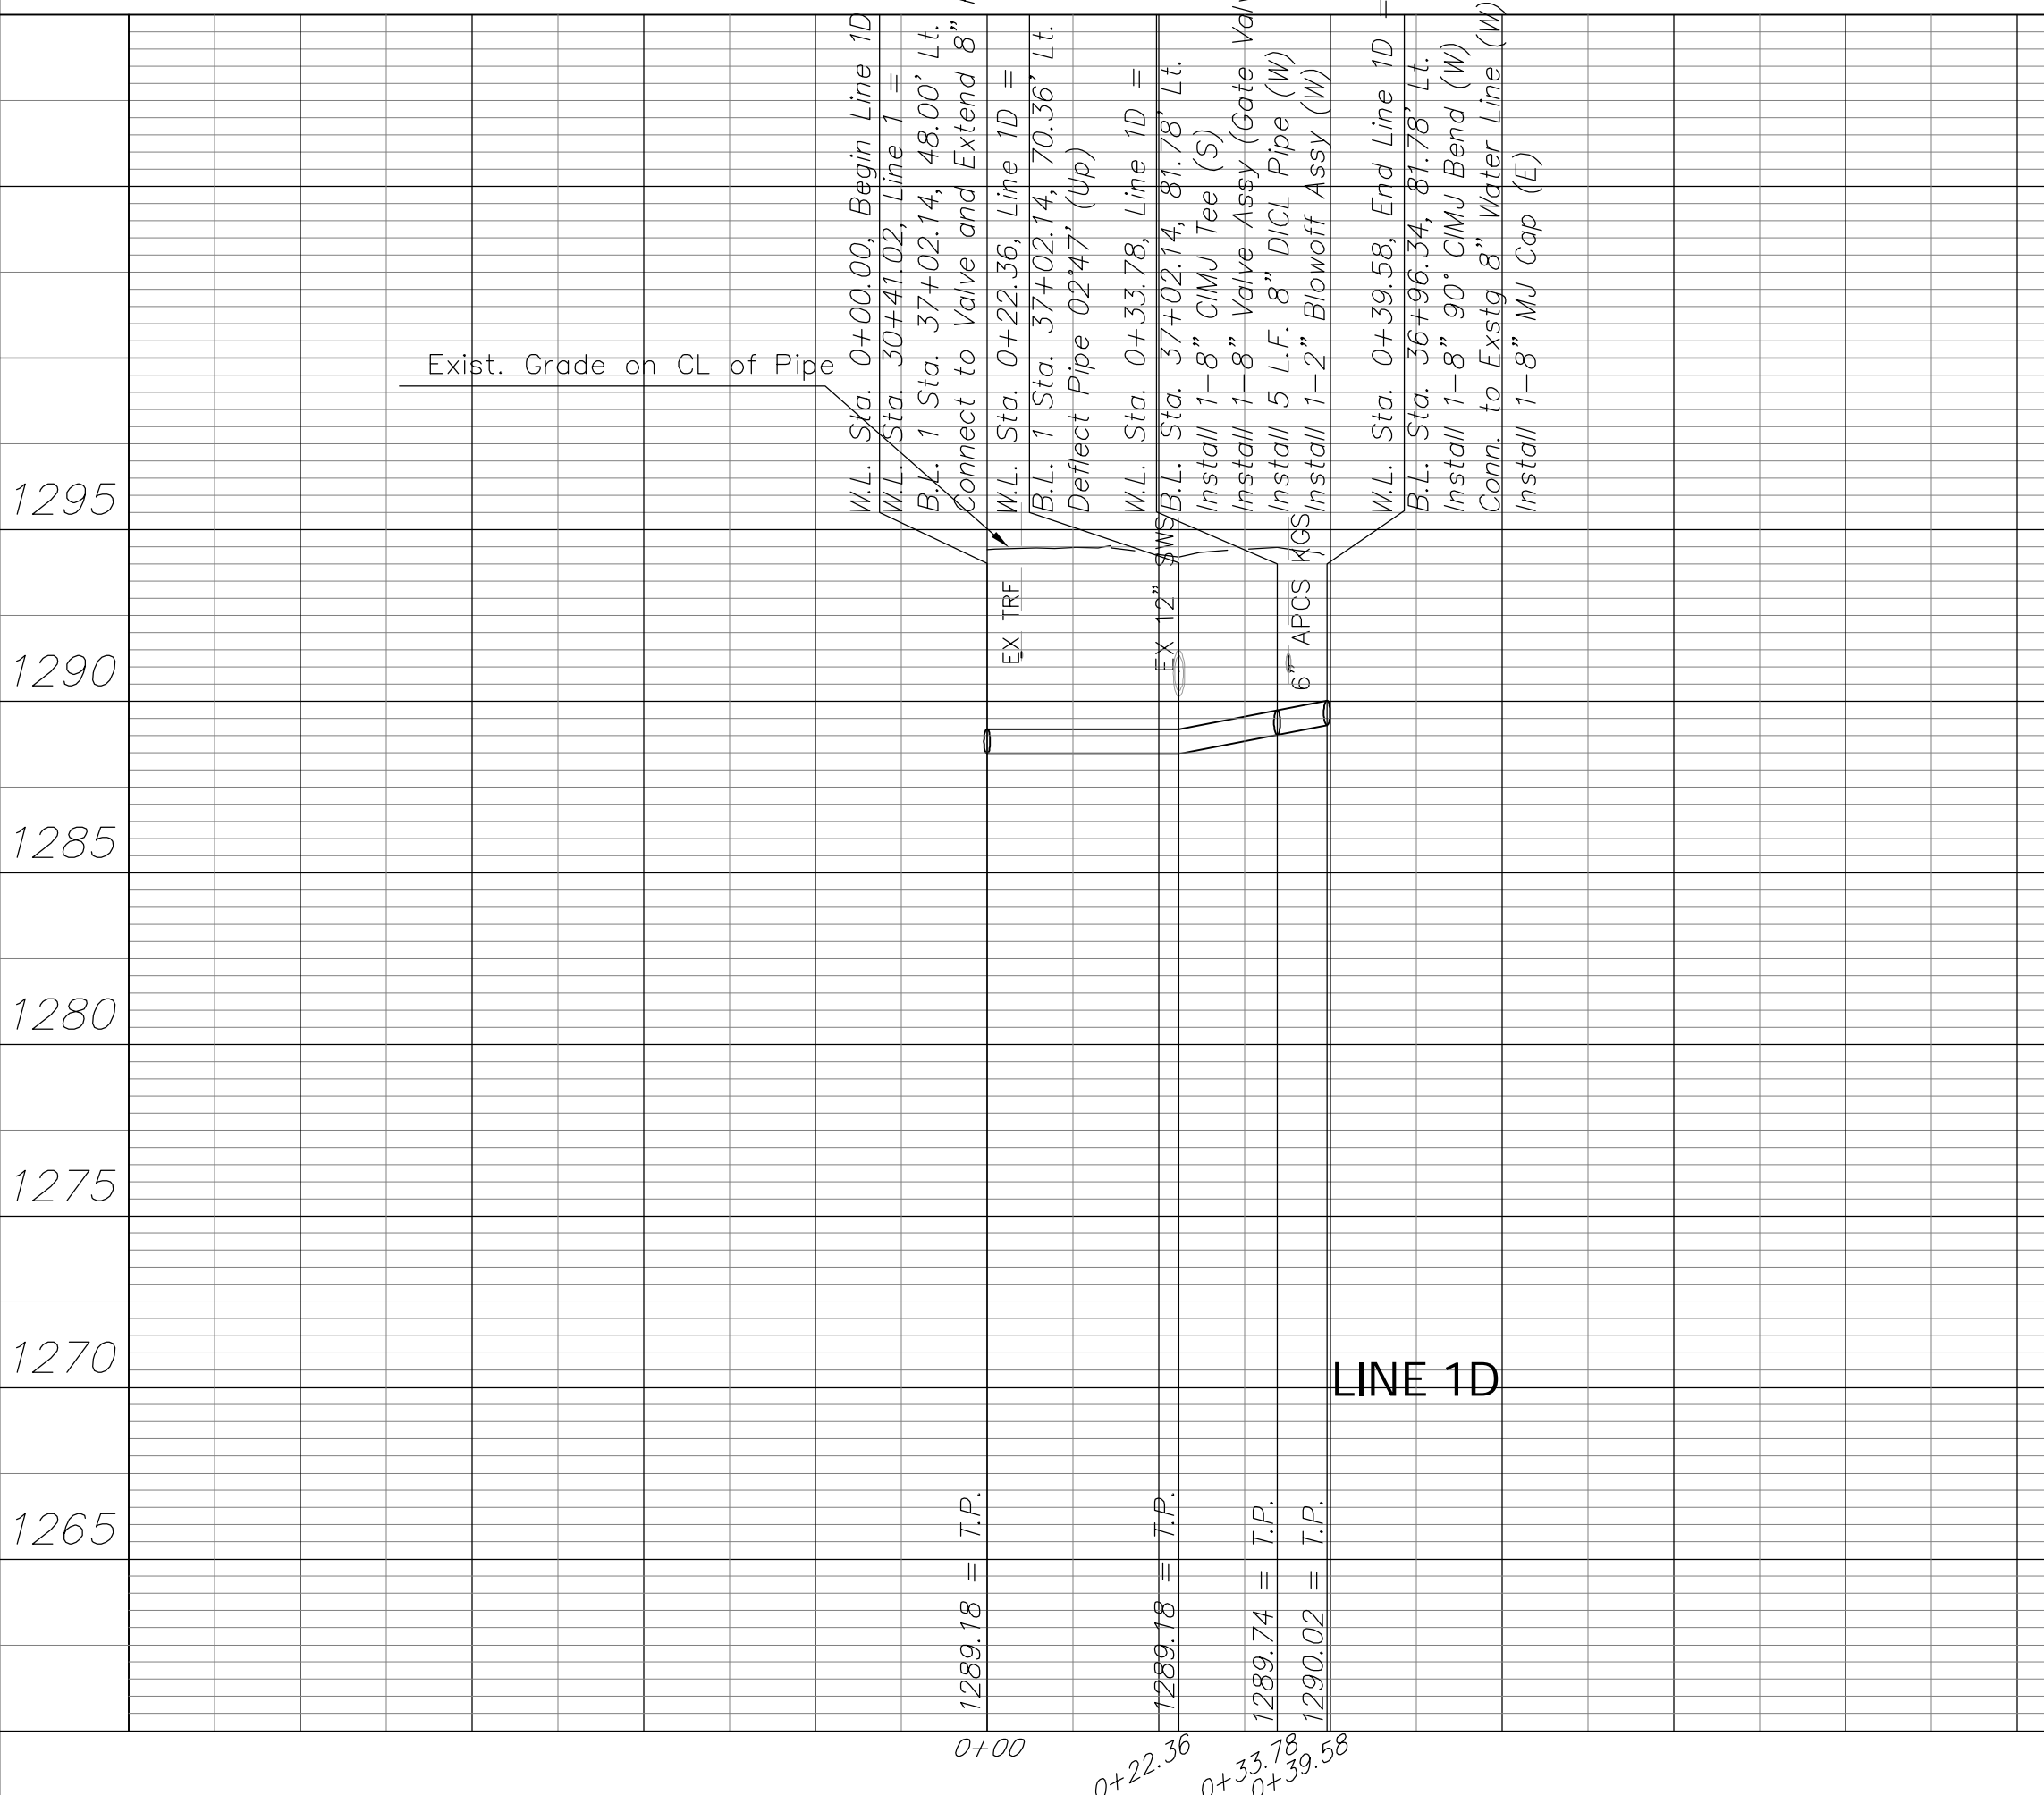 W.L. Sta. 0+00.00, Begin Line 1D
W.L. Sta. 30+41.02, Line 1 =
B.L. 1 Sta. 37+02.14, 48.00' Lt.
Connect to Valve and Extend 8"
W.L. Sta. 0+22.36, Line 1D =
B.L. 1 Sta. 37+02.14, 70.36' Lt.
Deflect Pipe 02°47' (Up)
W.L. Sta. 0+33.78, Line 1D =
B.L. Sta. 37+02.14, 81.78' Lt.
Install 1-8" CIMJ Tee (S)
Install 1-8" Valve Assy (Gate Valv
Install 5 L.F. 8" DICL Pipe (W)
Install 1-2" Blowoff Assy (W)
W.L. Sta. 0+39.58, End Line 1D =
B.L. Sta. 36+96.34, 81.78' Lt.
Install 1-8" 90° CIMJ Bend (W)
Conn. to Exstg 8" Water Line (W)
Install 1-8" MJ Cap (E)
Exist. Grade on CL of Pipe
1295
EX TRF
EX 12" SWS
6" APCS KGS
1290
1285
1280
1275
1270
LINE 1D
1265
1289.18 = T.P.
1289.18 = T.P.
1289.74 = T.P.
1290.02 = T.P.
0+00
0+22.36
0+33.78
0+39.58